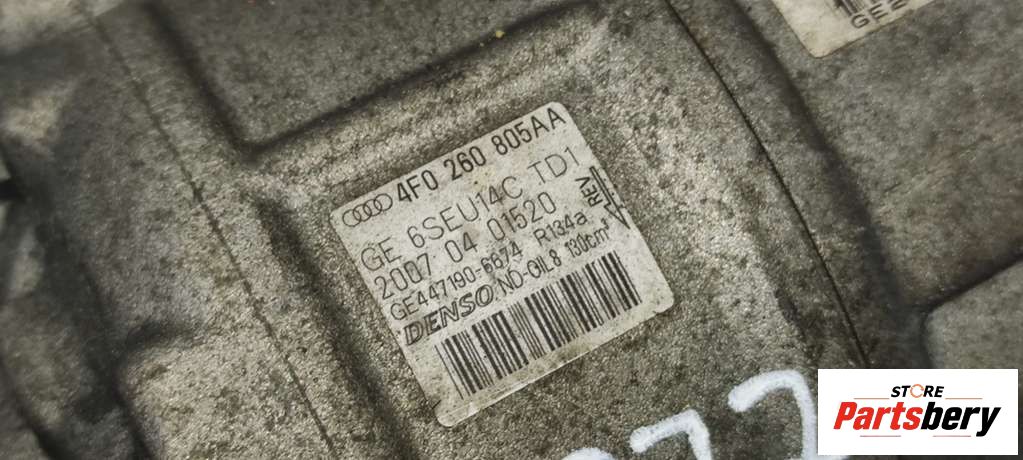 4F0 260 805AA
GE 6SEU14C TD1
2007 04 01520
GE447190-6674 R134a
DENSO ND-OIL8 130cm³
REV
A
277
STORE
Partsbery